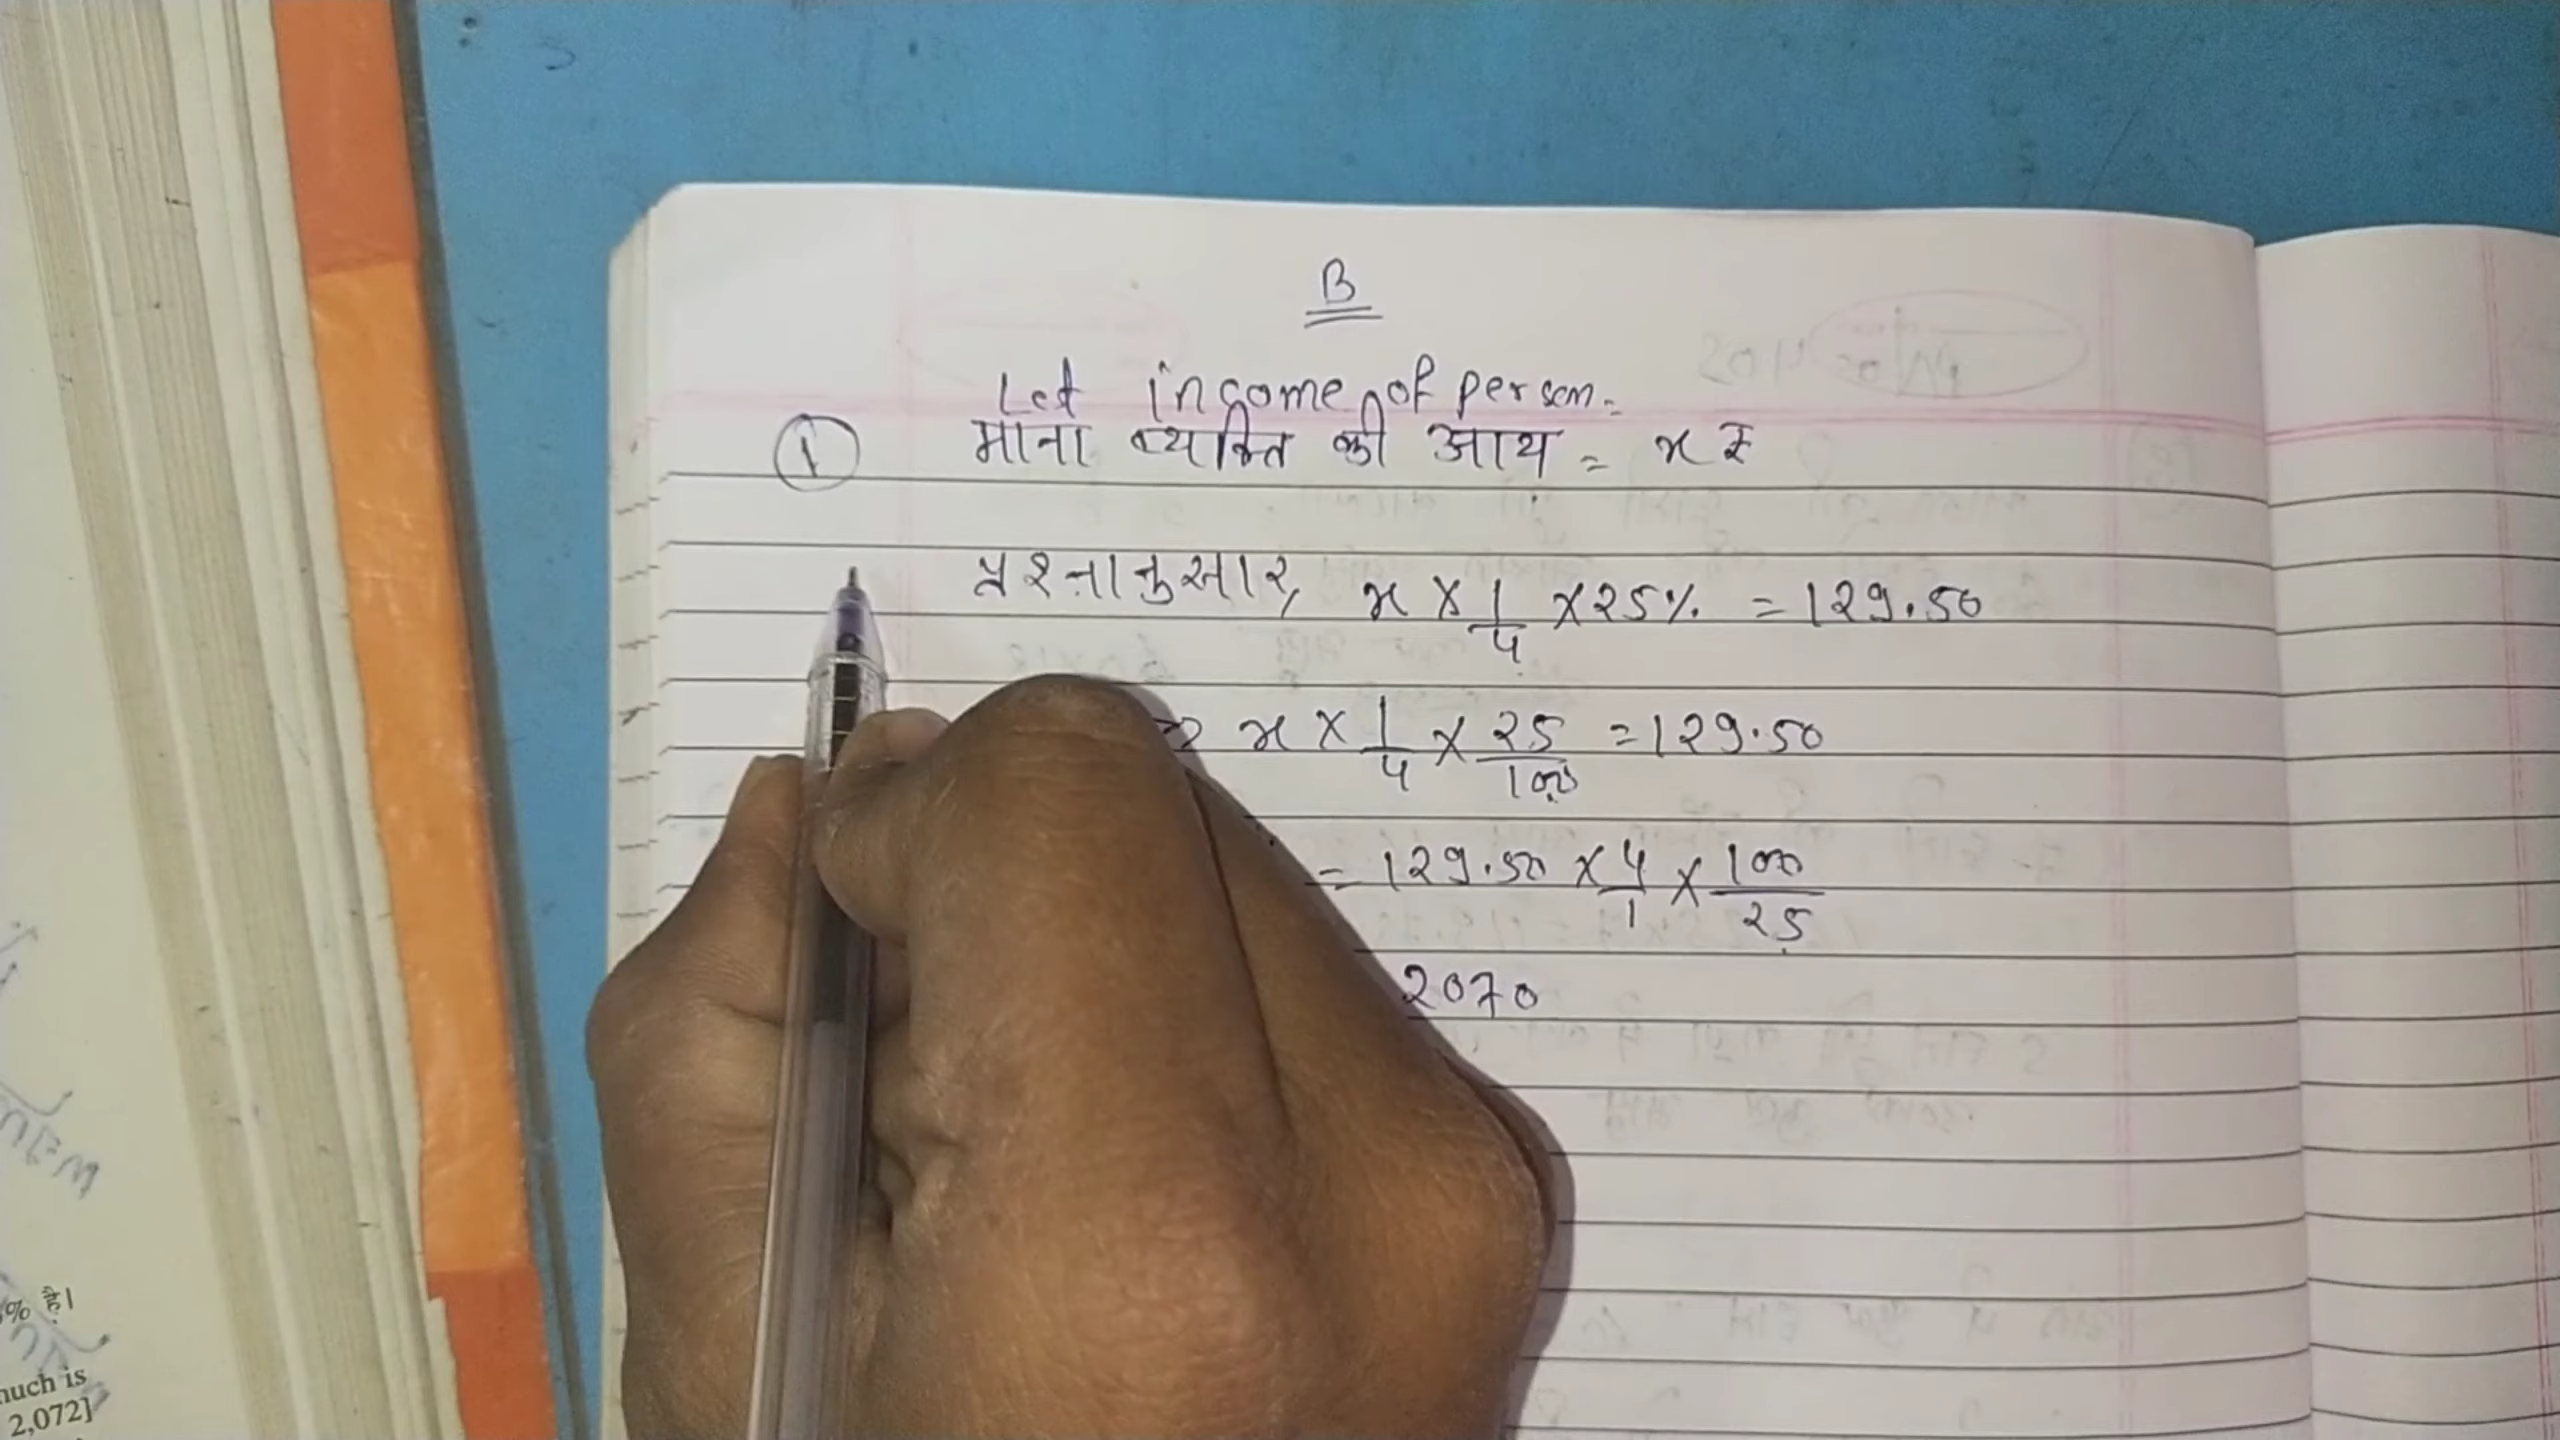 B
Let income of person =
① माना व्यक्ति की आय = x ₹
प्रश्नानुसार, x × 1/4 × 25% = 129.50
⇒ x × 1/4 × 25/100 = 129.50
= 129.50 × 4/1 × 100/25
2070
% है।
much is
2,072]